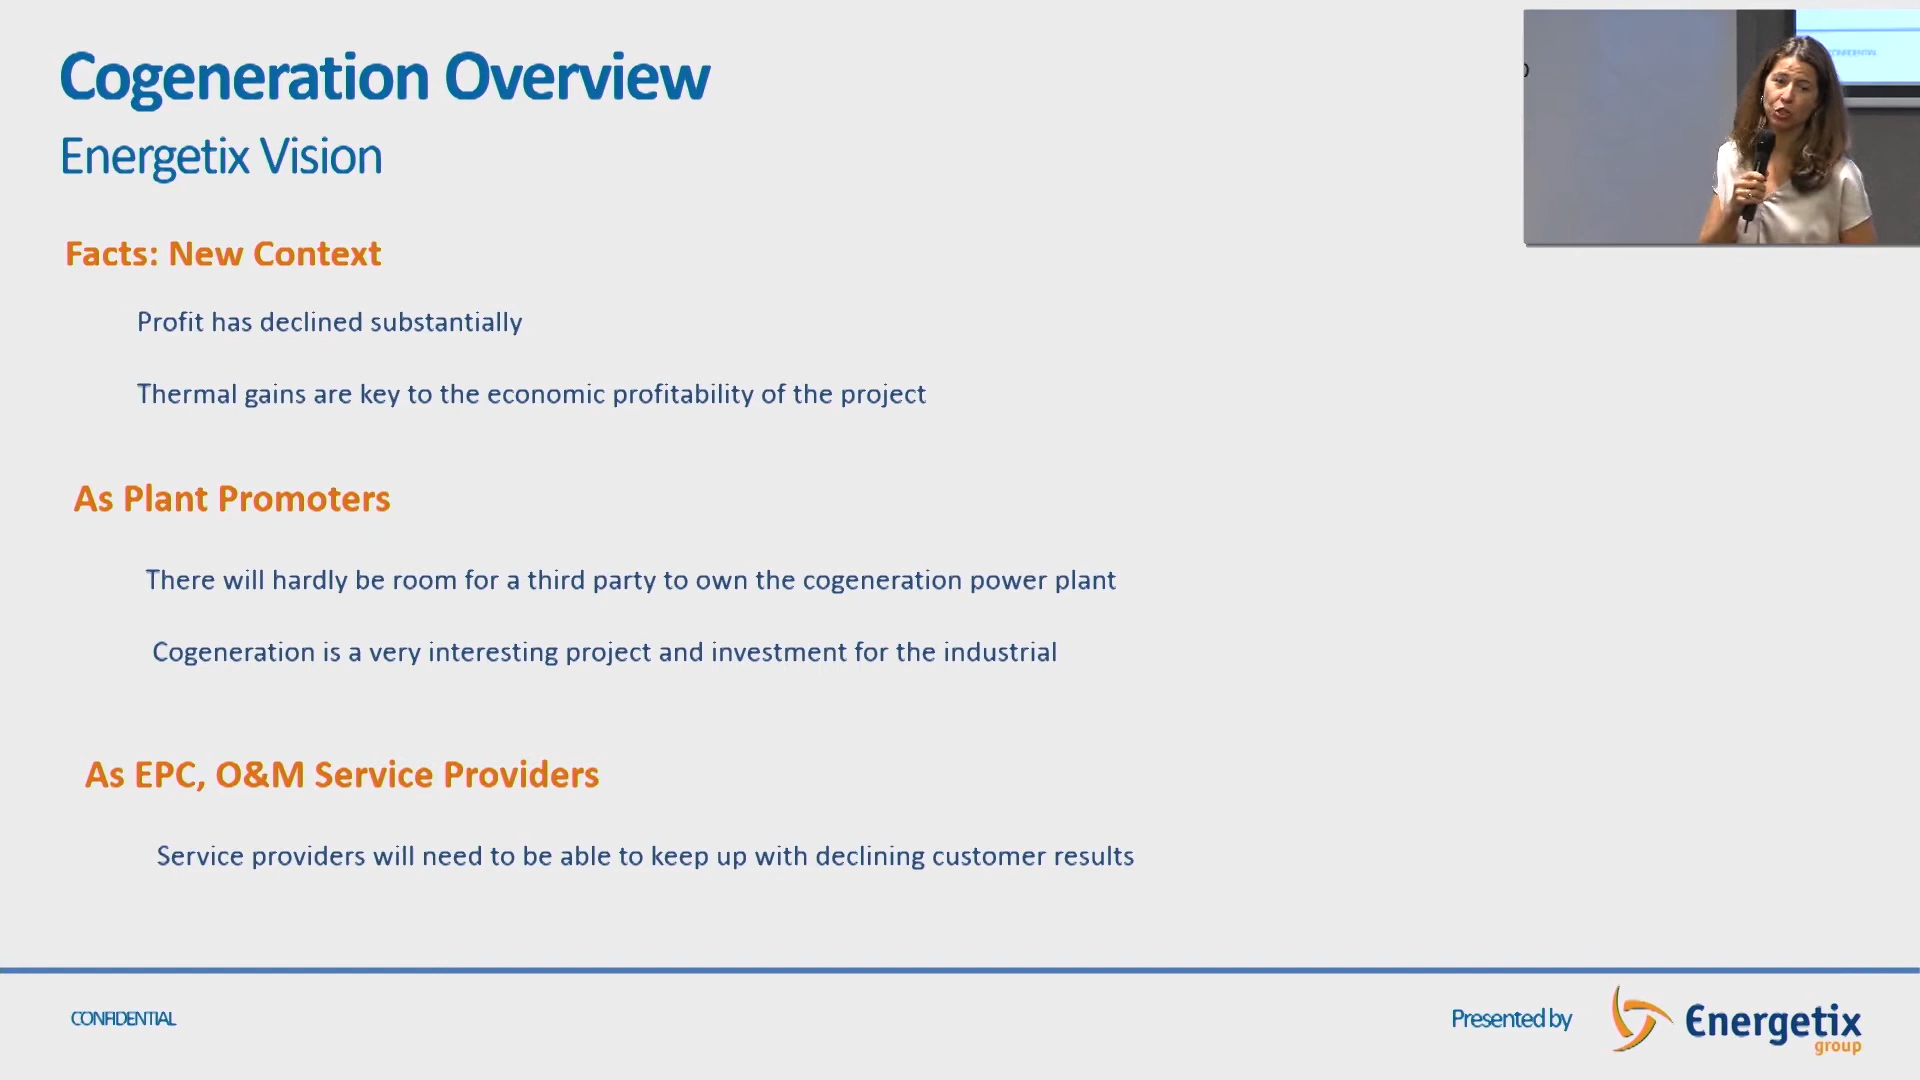 Cogeneration Overview
Energetix Vision
Facts: New Context
Profit has declined substantially
Thermal gains are key to the economic profitability of the project
As Plant Promoters
There will hardly be room for a third party to own the cogeneration power plant
Cogeneration is a very interesting project and investment for the industrial
As EPC, O&M Service Providers
Service providers will need to be able to keep up with declining customer results
CONFIDENTIAL
CONFIDENTIAL
Presented by
Energetix
group